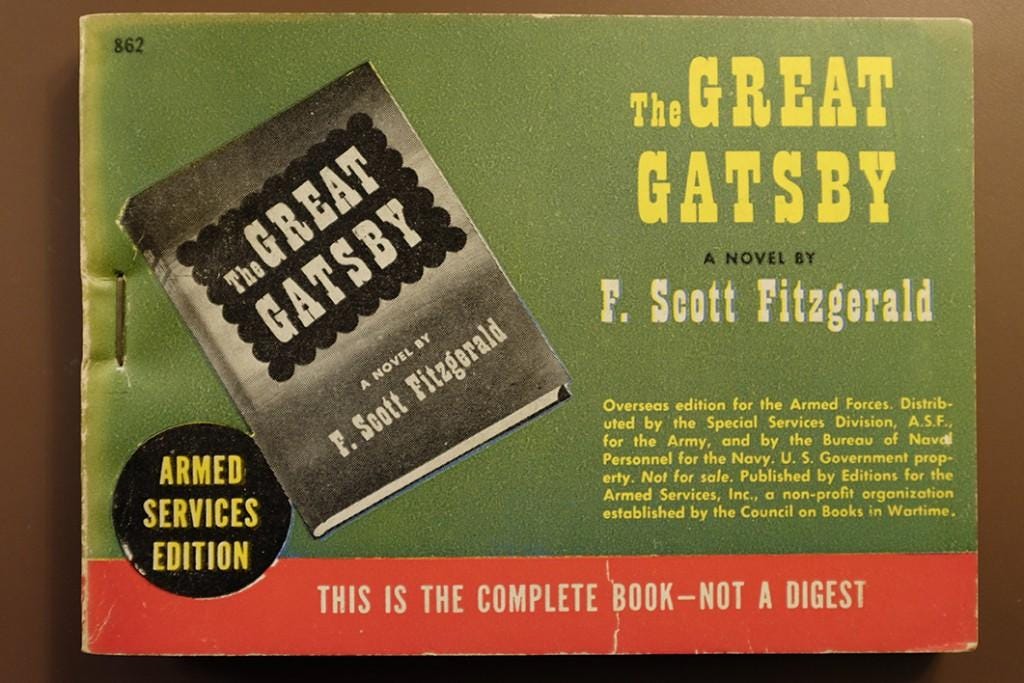 862
The GREAT
GATSBY
A NOVEL BY
F. Scott Fitzgerald
The GREAT
GATSBY
A NOVEL BY
F. Scott Fitzgerald
Overseas edition for the Armed Forces. Distrib-
uted by the Special Services Division, A.S.F.,
for the Army, and by the Bureau of Naval
Personnel for the Navy. U. S. Government prop-
erty. Not for sale. Published by Editions for the
Armed Services, Inc., a non-profit organization
established by the Council on Books in Wartime.
ARMED
SERVICES
EDITION
THIS IS THE COMPLETE BOOK—NOT A DIGEST